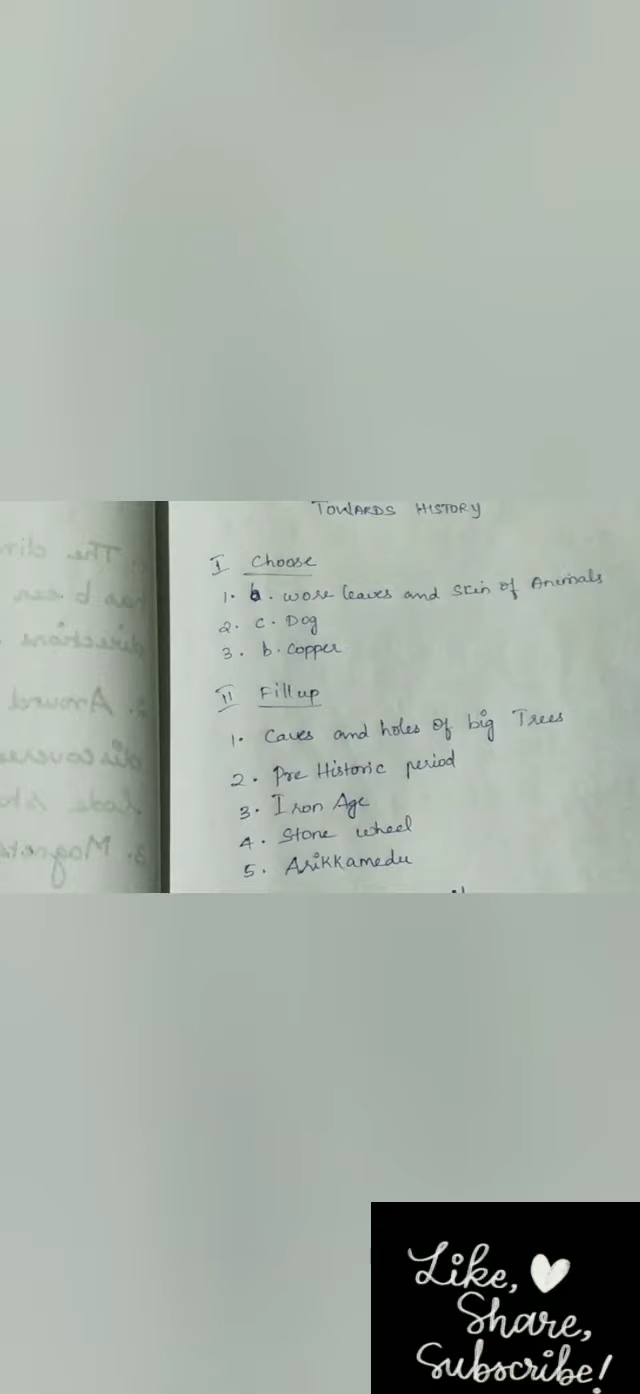 TOWARDS HISTORY
I Choose
1. b. wore leaves and skin of Animals
2. c. Dog
3. b. copper
II Fill up
1. Caves and holes of big Trees
2. Pre Historic period
3. Iron Age
4. Stone wheel
5. Arikkamedu
Like,
Share,
Subscribe!